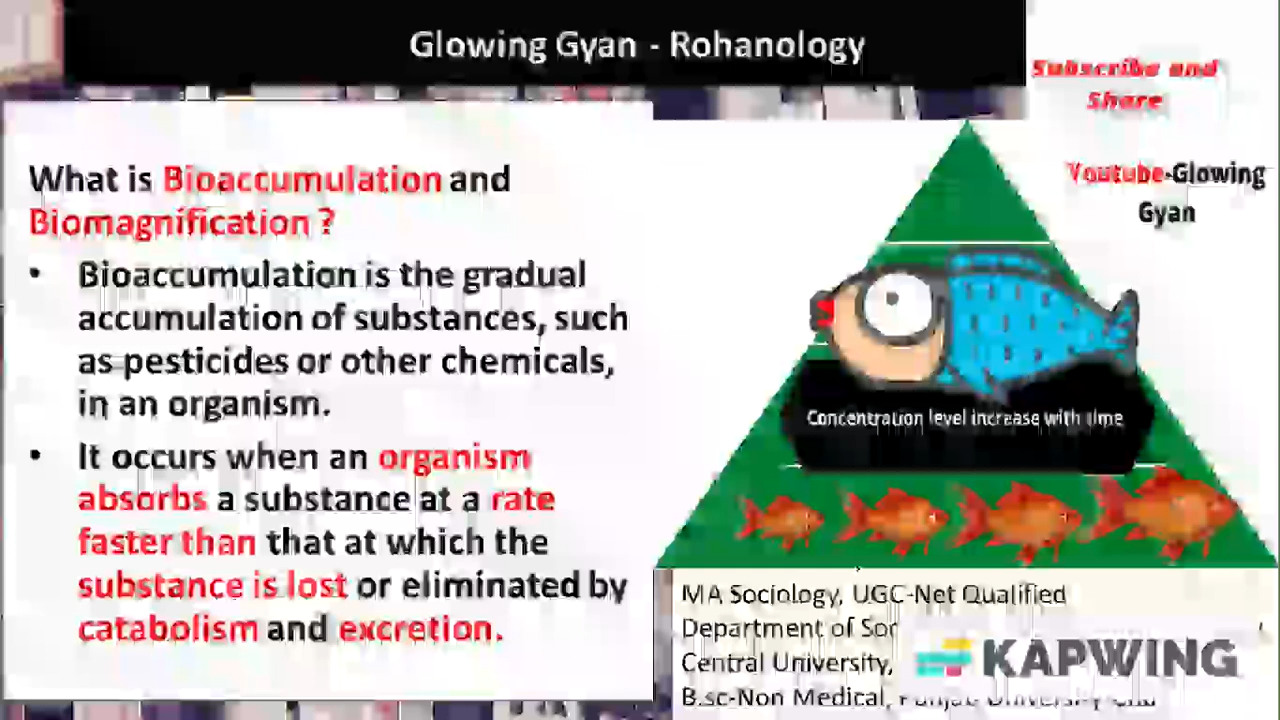 Glowing Gyan - Rohanology
Subscribe and
Share
Youtube-Glowing
Gyan
What is Bioaccumulation and
Biomagnification ?
• Bioaccumulation is the gradual
accumulation of substances, such
as pesticides or other chemicals,
in an organism.
• It occurs when an organism
absorbs a substance at a rate
faster than that at which the
substance is lost or eliminated by
catabolism and excretion.
Concentration level increase with time
MA Sociology, UGC-Net Qualified
Department of
Central University,
B.sc-Non Medical, Punjab University
KAPWING